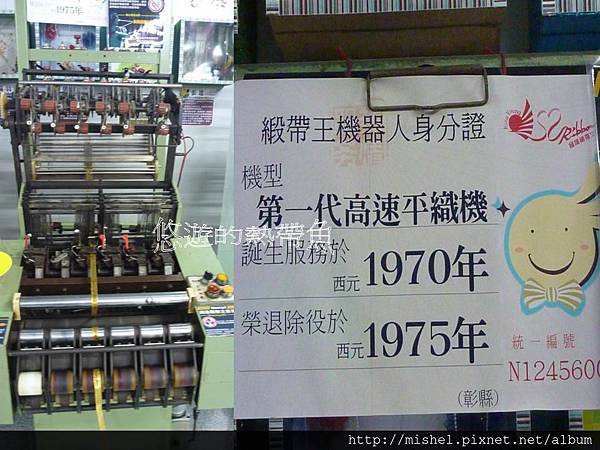 1975年
悠遊的熱帶魚
緞帶王機器人身分證
SSRibbon
機型
第一代高速平織機
誕生服務於
西元1970年
榮退除役於
西元1975年
統一編號
N1245600
(彰縣)
http://mishel.pixnet.net/album